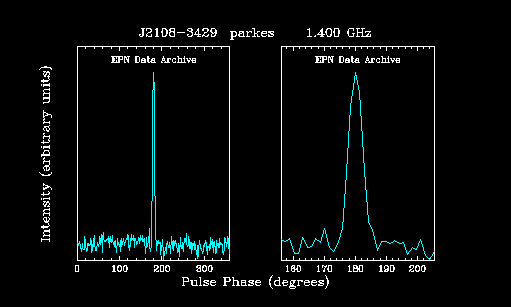 J2108-3429 parkes 1.400 GHz
EPN Data Archive EPN Data Archive
Intensity (arbitrary units)
0 100 200 300 160 170 180 190 200
Pulse Phase (degrees)